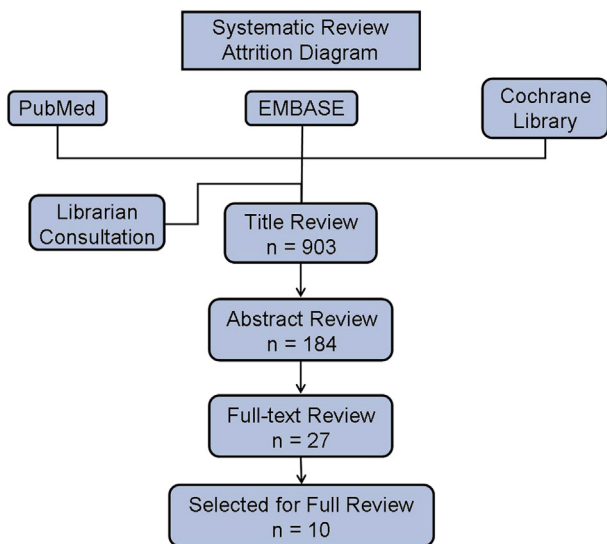 Systematic Review
Attrition Diagram
PubMed
EMBASE
Cochrane
Library
Librarian
Consultation
Title Review
n = 903
Abstract Review
n = 184
Full-text Review
n = 27
Selected for Full Review
n = 10